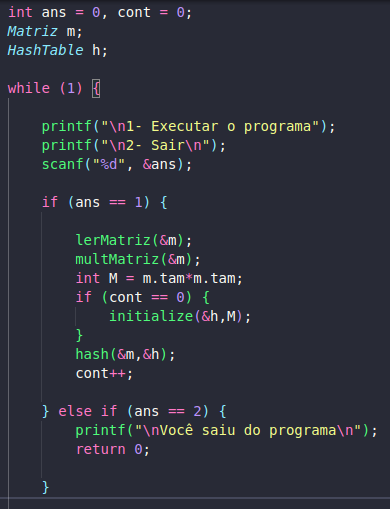 int ans = 0, cont = 0;
Matriz m;
HashTable h;
while (1) {
printf("\n1- Executar o programa");
printf("\n2- Sair\n");
scanf("%d", &ans);
if (ans == 1) {
lerMatriz(&m);
multMatriz(&m);
int M = m.tam*m.tam;
if (cont == 0) {
initialize(&h,M);
}
hash(&m,&h);
cont++;
} else if (ans == 2) {
printf("\nVocê saiu do programa\n");
return 0;
}